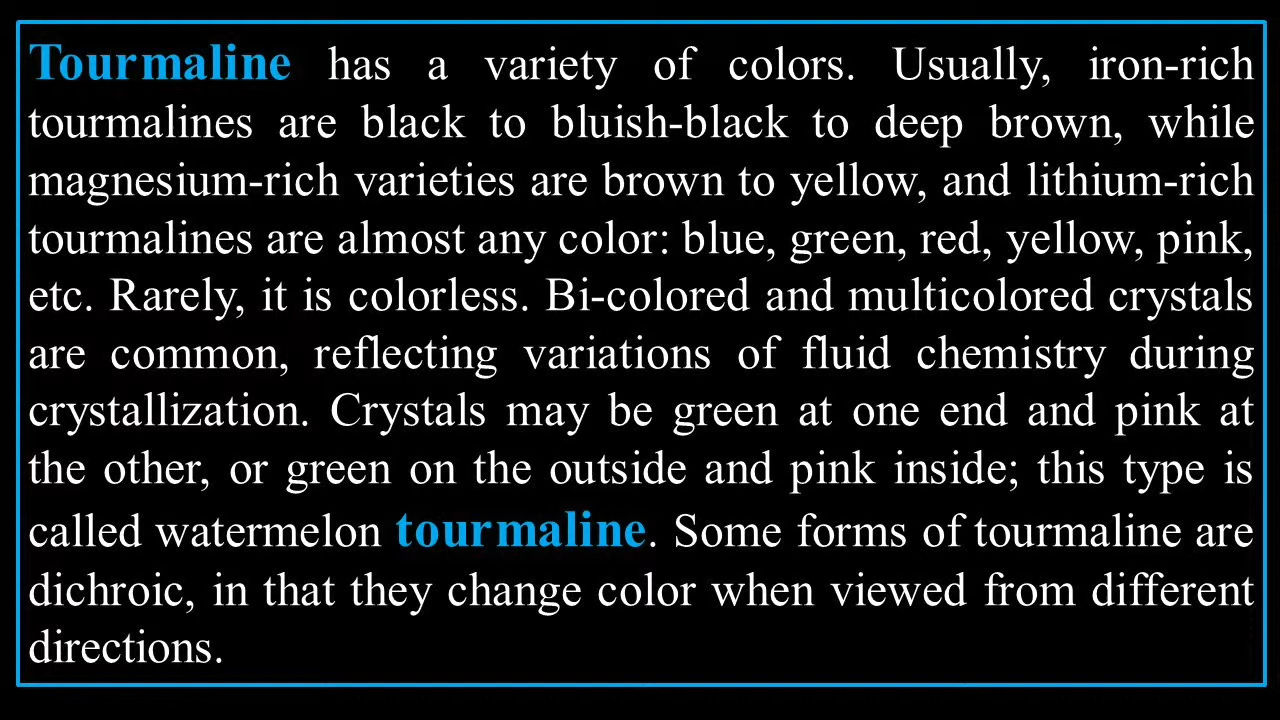 Tourmaline has a variety of colors. Usually, iron-rich
tourmalines are black to bluish-black to deep brown, while
magnesium-rich varieties are brown to yellow, and lithium-rich
tourmalines are almost any color: blue, green, red, yellow, pink,
etc. Rarely, it is colorless. Bi-colored and multicolored crystals
are common, reflecting variations of fluid chemistry during
crystallization. Crystals may be green at one end and pink at
the other, or green on the outside and pink inside; this type is
called watermelon tourmaline. Some forms of tourmaline are
dichroic, in that they change color when viewed from different
directions.